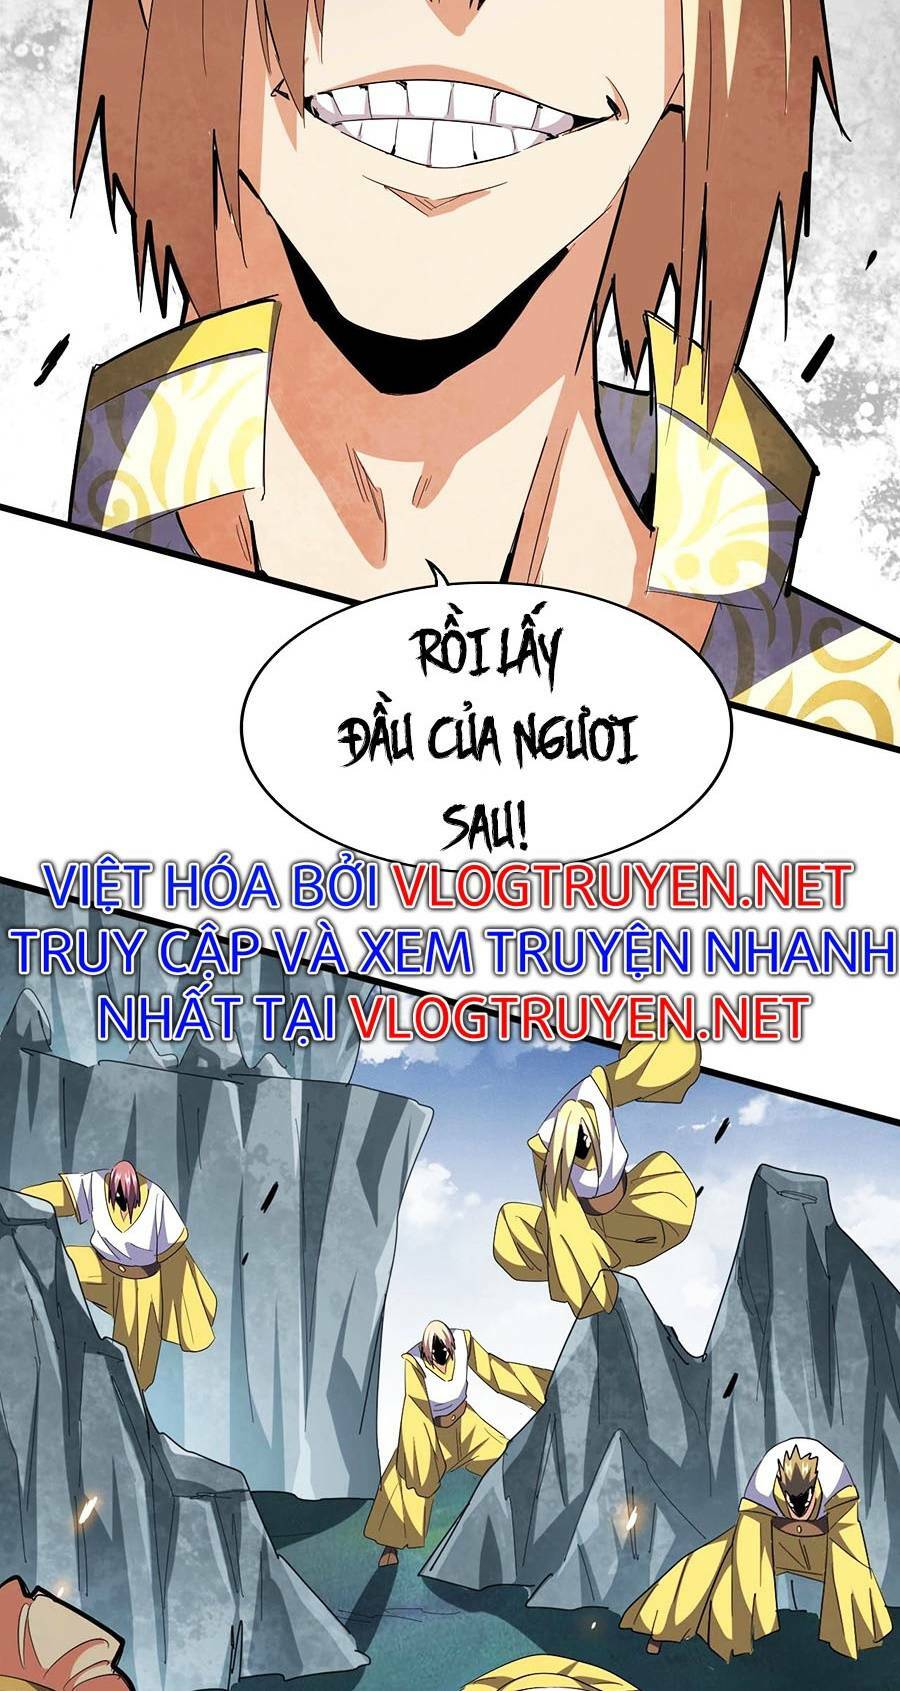 RỒI LẤY
ĐẦU CỦA NGƯƠI
SAU!
VIỆT HÓA BỞI VLOGTRUYEN.NET
TRUY CẬP VÀ XEM TRUYỆN NHANH
NHẤT TẠI VLOGTRUYEN.NET